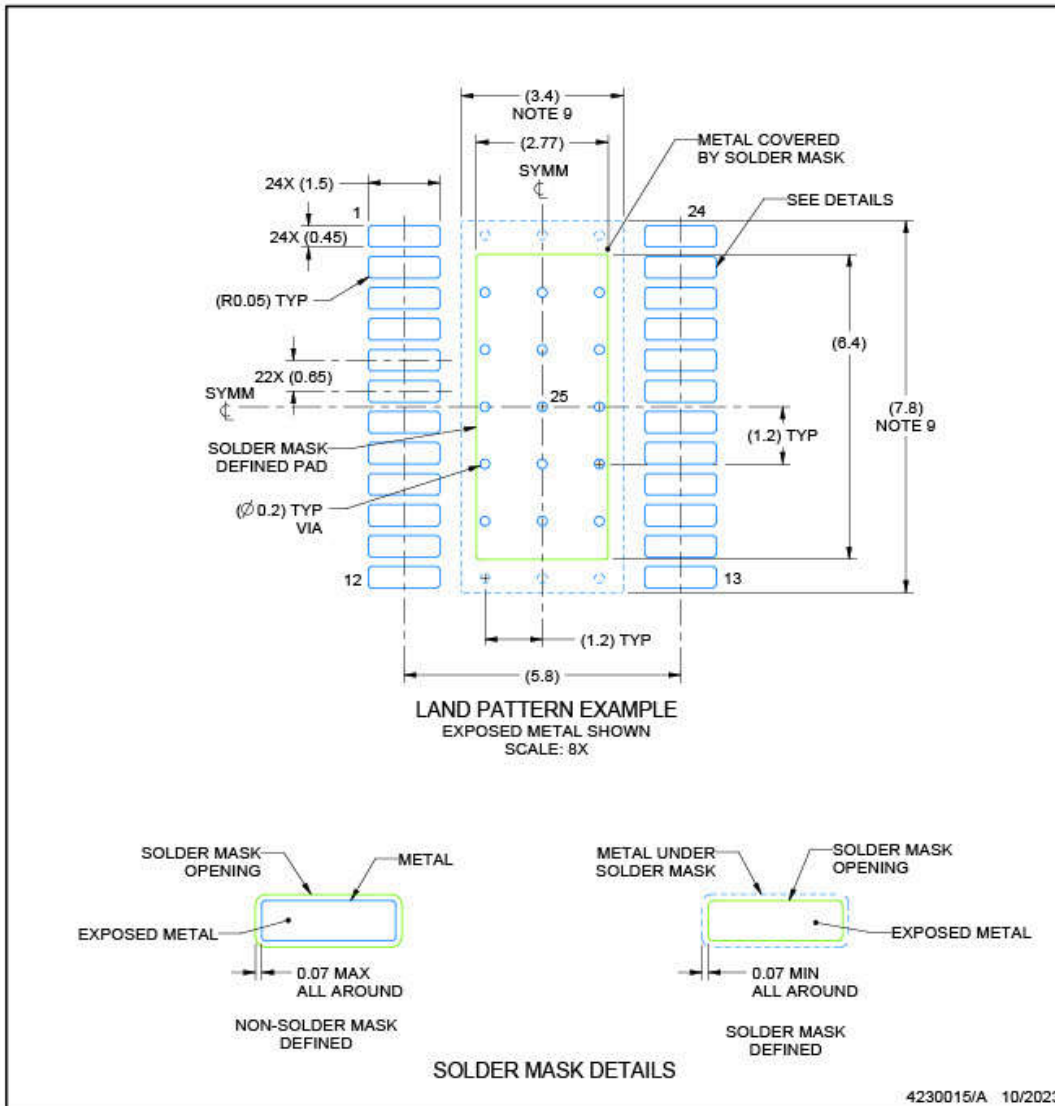 (3.4)
NOTE 9
(2.77)
METAL COVERED
BY SOLDER MASK
SYMM
℄
24X (1.5)
SEE DETAILS
1
24
24X (0.45)
(R0.05) TYP
(6.4)
22X (0.65)
SYMM
℄
25
(7.8)
NOTE 9
(1.2) TYP
SOLDER MASK
DEFINED PAD
(∅0.2) TYP
VIA
12
13
(1.2) TYP
(5.8)
LAND PATTERN EXAMPLE
EXPOSED METAL SHOWN
SCALE: 8X
SOLDER MASK
OPENING
METAL
EXPOSED METAL
0.07 MAX
ALL AROUND
NON-SOLDER MASK
DEFINED
METAL UNDER
SOLDER MASK
SOLDER MASK
OPENING
EXPOSED METAL
0.07 MIN
ALL AROUND
SOLDER MASK
DEFINED
SOLDER MASK DETAILS
4230015/A 10/2023